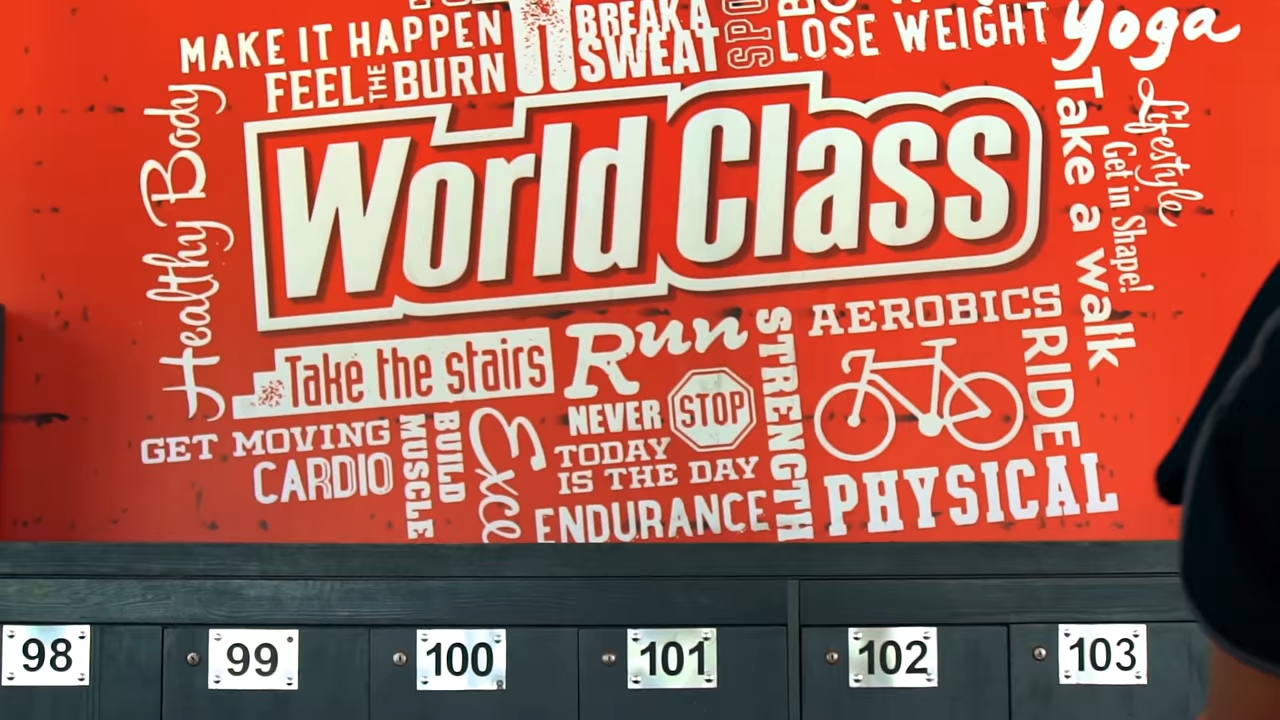 MAKE IT HAPPEN
FEEL THE BURN
BREAK A
SWEAT
LOSE WEIGHT
Yoga
Healthy Body
World Class
Lifestyle
Get in Shape!
Take a walk
Take the stairs
Run
STRENGTH
AEROBICS
RIDE
NEVER STOP
GET MOVING
CARDIO
BUILD
MUSCLE
TODAY
IS THE DAY
ENDURANCE
PHYSICAL
98
99
100
101
102
103